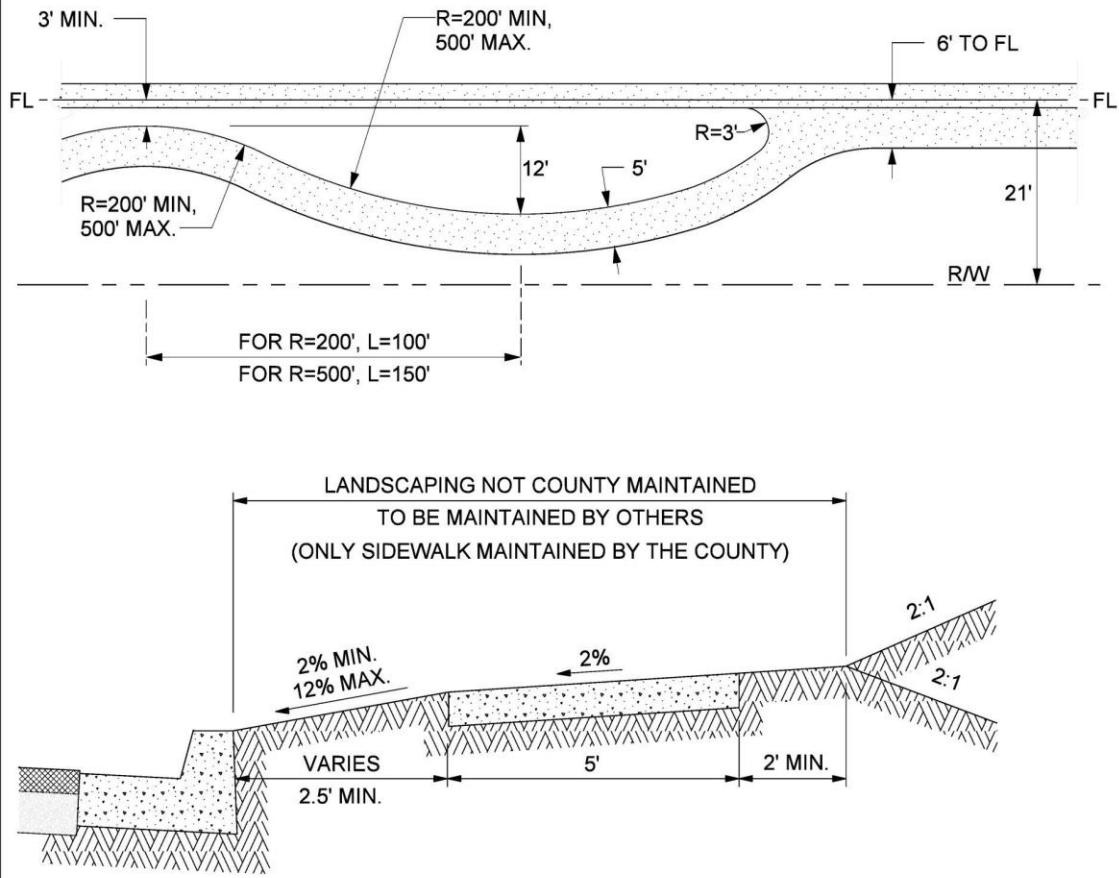 3' MIN.
R=200' MIN,
500' MAX.
6' TO FL
FL
FL
R=3'
12'
5'
R=200' MIN,
500' MAX.
21'
R/W
FOR R=200', L=100'
FOR R=500', L=150'
LANDSCAPING NOT COUNTY MAINTAINED
TO BE MAINTAINED BY OTHERS
(ONLY SIDEWALK MAINTAINED BY THE COUNTY)
2:1
2% MIN.
12% MAX.
2%
2:1
VARIES
2.5' MIN.
5'
2' MIN.